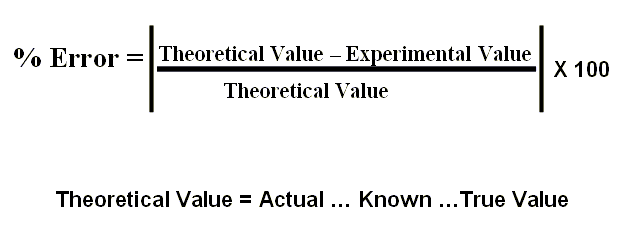 % Error = | Theoretical Value – Experimental Value | X 100
Theoretical Value
Theoretical Value = Actual ... Known ...True Value